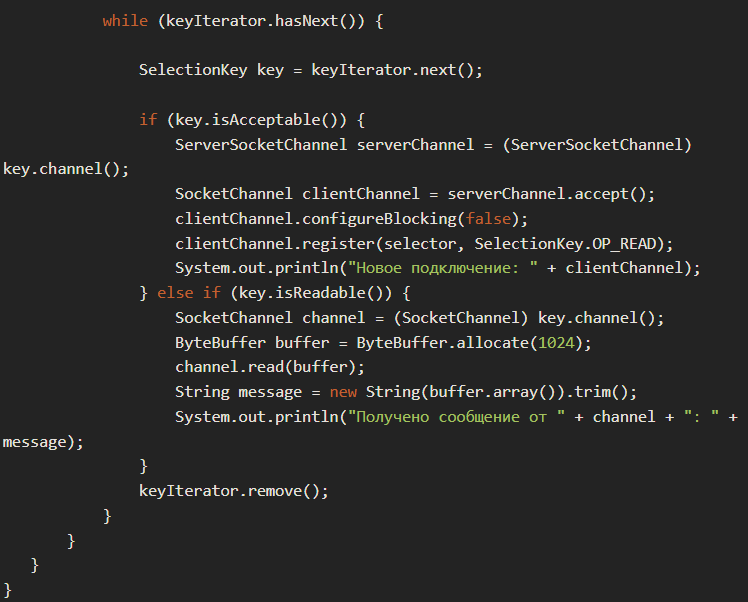 while (keyIterator.hasNext()) {
SelectionKey key = keyIterator.next();
if (key.isAcceptable()) {
ServerSocketChannel serverChannel = (ServerSocketChannel)
key.channel();
SocketChannel clientChannel = serverChannel.accept();
clientChannel.configureBlocking(false);
clientChannel.register(selector, SelectionKey.OP_READ);
System.out.println("Новое подключение: " + clientChannel);
} else if (key.isReadable()) {
SocketChannel channel = (SocketChannel) key.channel();
ByteBuffer buffer = ByteBuffer.allocate(1024);
channel.read(buffer);
String message = new String(buffer.array()).trim();
System.out.println("Получено сообщение от " + channel + ": " +
message);
}
keyIterator.remove();
}
}
}
}